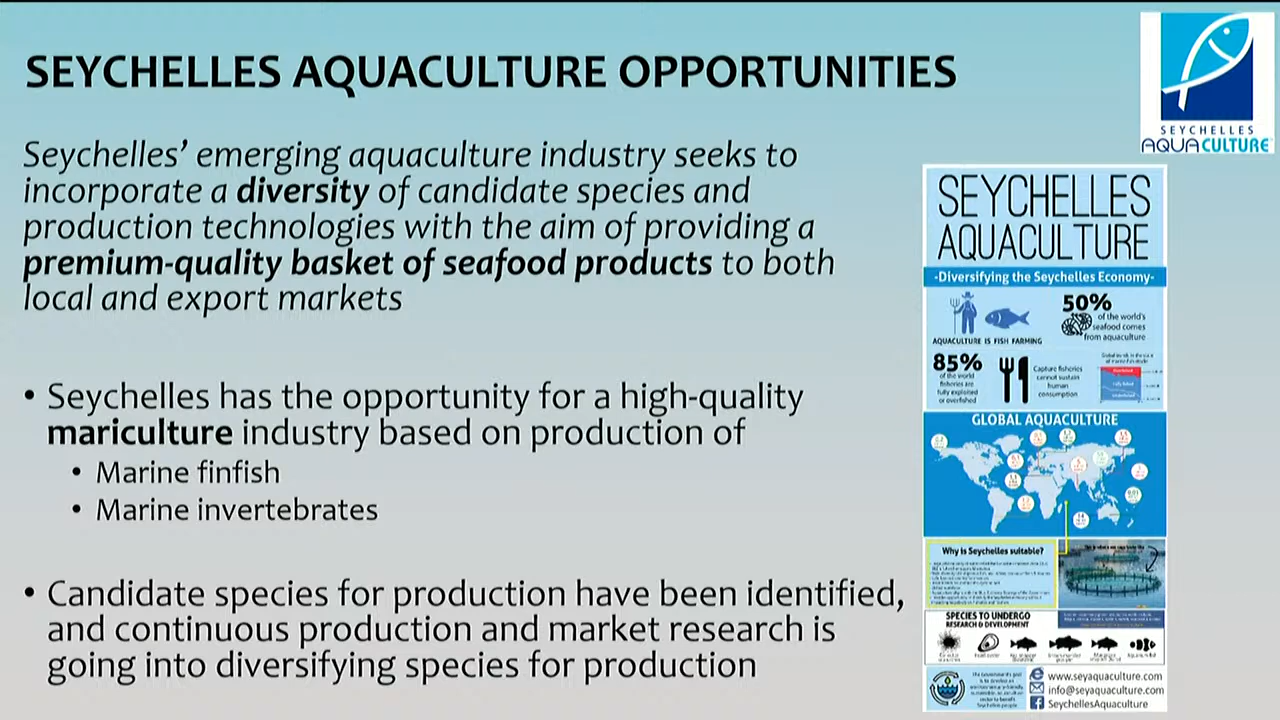 SEYCHELLES AQUACULTURE OPPORTUNITIES
SEYCHELLES
AQUACULTURE
Seychelles’ emerging aquaculture industry seeks to
incorporate a diversity of candidate species and
production technologies with the aim of providing a
premium-quality basket of seafood products to both
local and export markets
• Seychelles has the opportunity for a high-quality
mariculture industry based on production of
• Marine finfish
• Marine invertebrates
• Candidate species for production have been identified,
and continuous production and market research is
going into diversifying species for production
SEYCHELLES
AQUACULTURE
-Diversifying the Seychelles Economy-
50%
of the world's
seafood comes
from aquaculture
AQUACULTURE IS FISH FARMING
85%
of the world
fisheries are
fully exploited
or overfished
Capture fisheries
cannot sustain
human
consumption
GLOBAL AQUACULTURE
Why is Seychelles suitable?
SPECIES TO UNDERGO
RESEARCH & DEVELOPMENT
www.seyaquaculture.com
info@seyaquaculture.com
SeychellesAquaculture